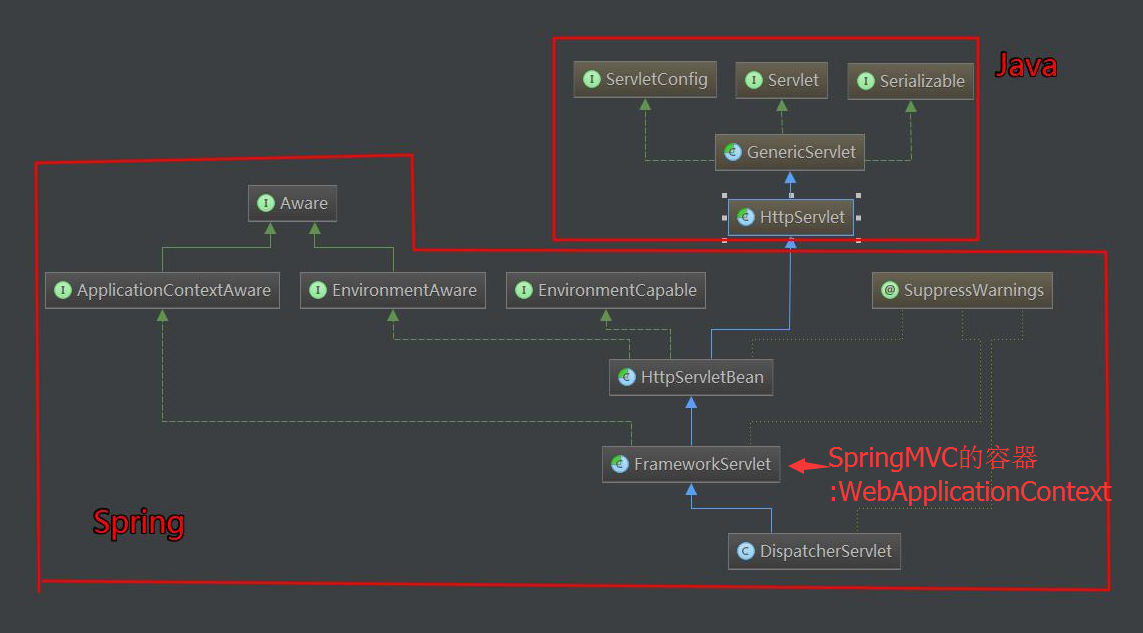 Java
ServletConfig
Servlet
Serializable
GenericServlet
HttpServlet
Aware
ApplicationContextAware
EnvironmentAware
EnvironmentCapable
SuppressWarnings
HttpServletBean
FrameworkServlet
SpringMVC的容器
:WebApplicationContext
Spring
DispatcherServlet